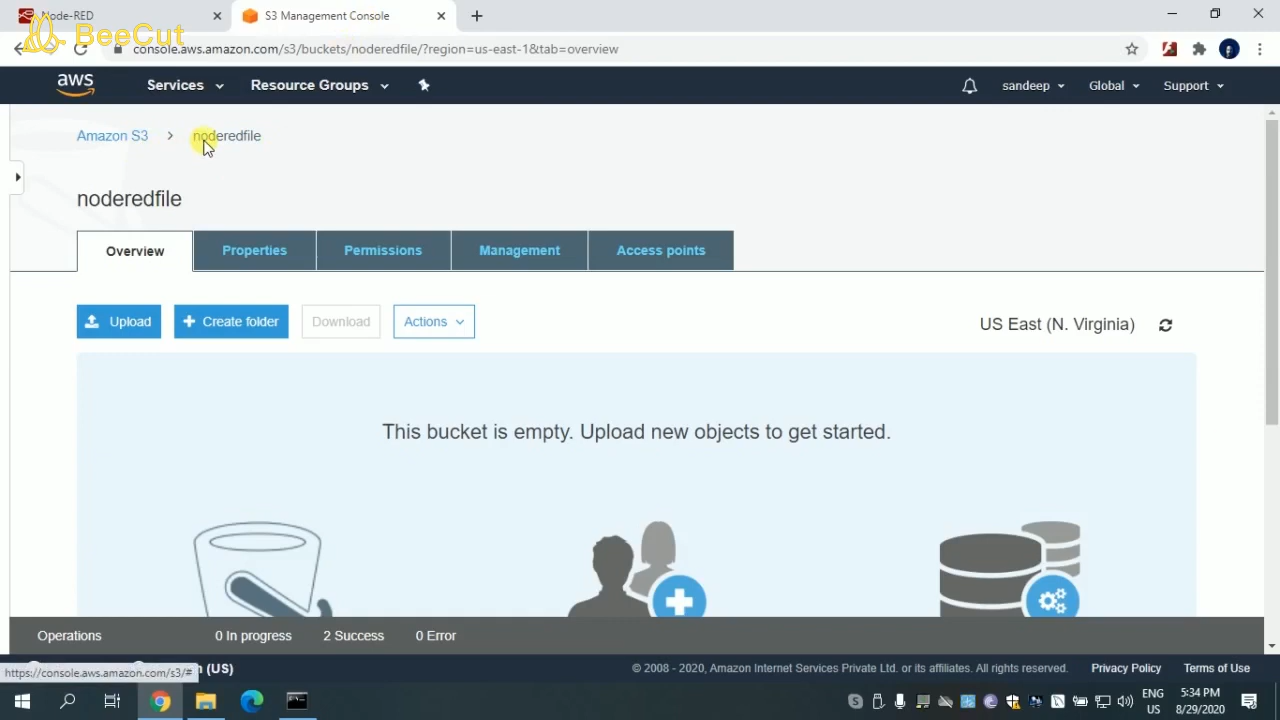 Node-RED
S3 Management Console
BeeCut
console.aws.amazon.com/s3/buckets/noderedfile/?region=us-east-1&tab=overview
aws
Services
Resource Groups
sandeep
Global
Support
Amazon S3
noderedfile
noderedfile
Overview
Properties
Permissions
Management
Access points
Upload
Create folder
Download
Actions
US East (N. Virginia)
This bucket is empty. Upload new objects to get started.
Operations
0 In progress
2 Success
0 Error
https://console.aws.amazon.com/s3/#
(US)
© 2008 - 2020, Amazon Internet Services Private Ltd. or its affiliates. All rights reserved.
Privacy Policy
Terms of Use
ENG
US
5:34 PM
8/29/2020